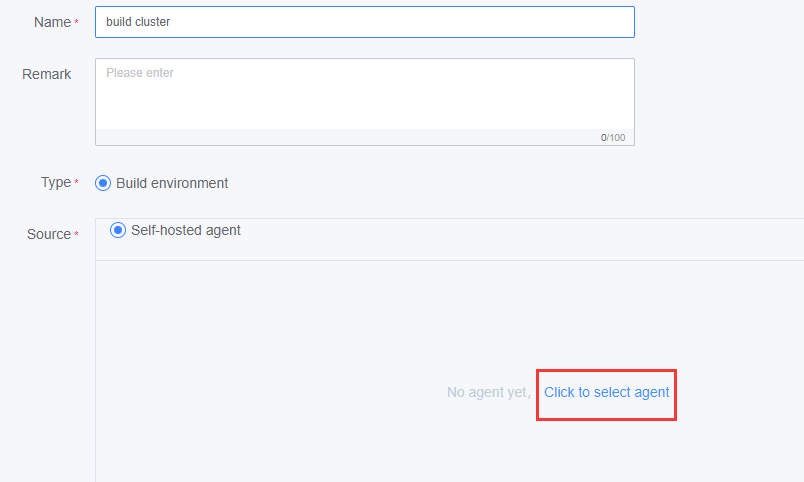 Name *
build cluster
Remark
Please enter
0/100
Type *
Build environment
Source *
Self-hosted agent
No agent yet, Click to select agent